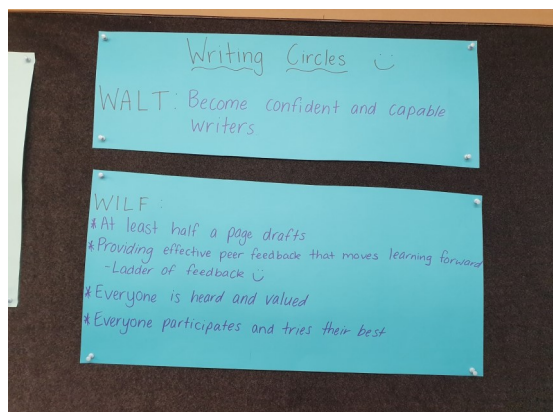 Writing Circles
WALT: Become confident and capable
writers
WILF:
*At least half a page drafts
*Providing effective peer feedback that moves learning forward
-Ladder of feedback
*Everyone is heard and valued
*Everyone participates and tries their best